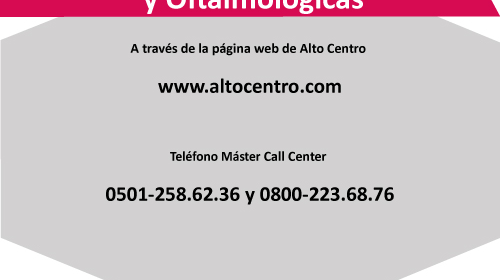 y Oftalmológicas
A través de la página web de Alto Centro
www.altocentro.com
Teléfono Máster Call Center
0501-258.62.36 y 0800-223.68.76